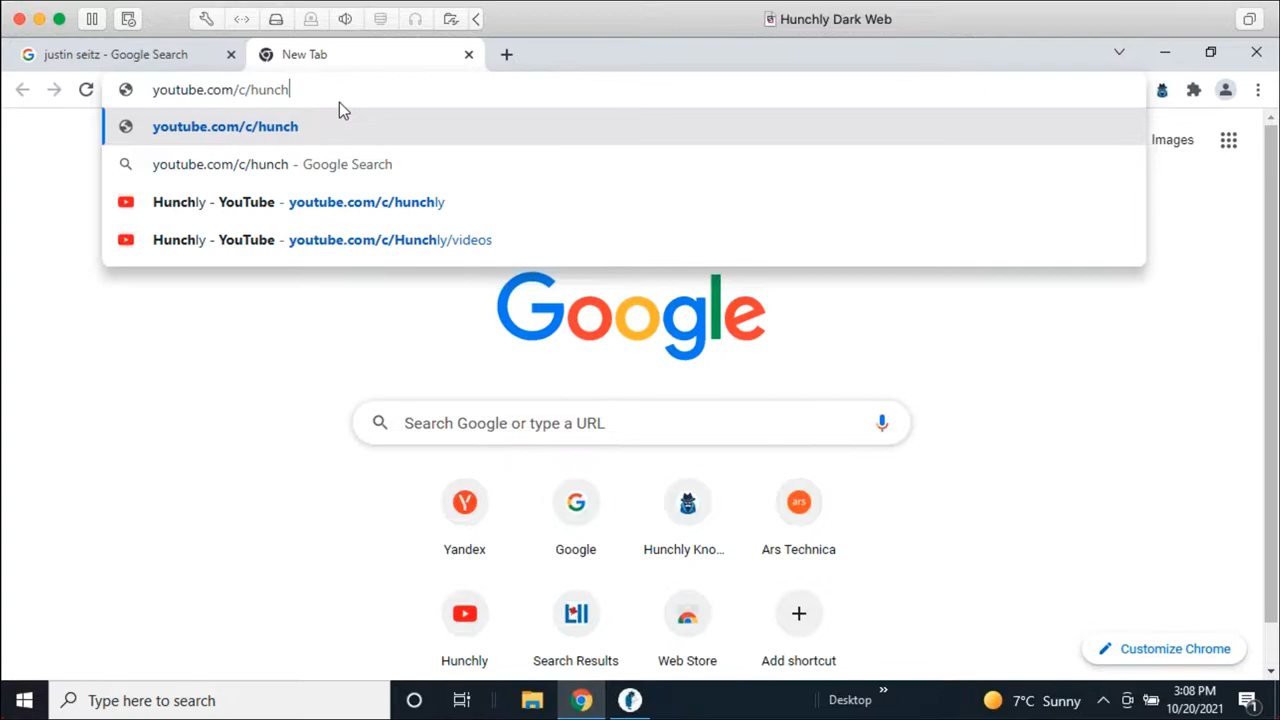 Hunchly Dark Web
justin seitz - Google Search
New Tab
youtube.com/c/hunch
youtube.com/c/hunch
youtube.com/c/hunch - Google Search
Hunchly - YouTube - youtube.com/c/hunchly
Hunchly - YouTube - youtube.com/c/Hunchly/videos
Images
Google
Search Google or type a URL
Yandex
Google
Hunchly Kno...
ars
Ars Technica
Hunchly
Search Results
Web Store
Add shortcut
Customize Chrome
Type here to search
Desktop
7°C Sunny
3:08 PM
10/20/2021
1